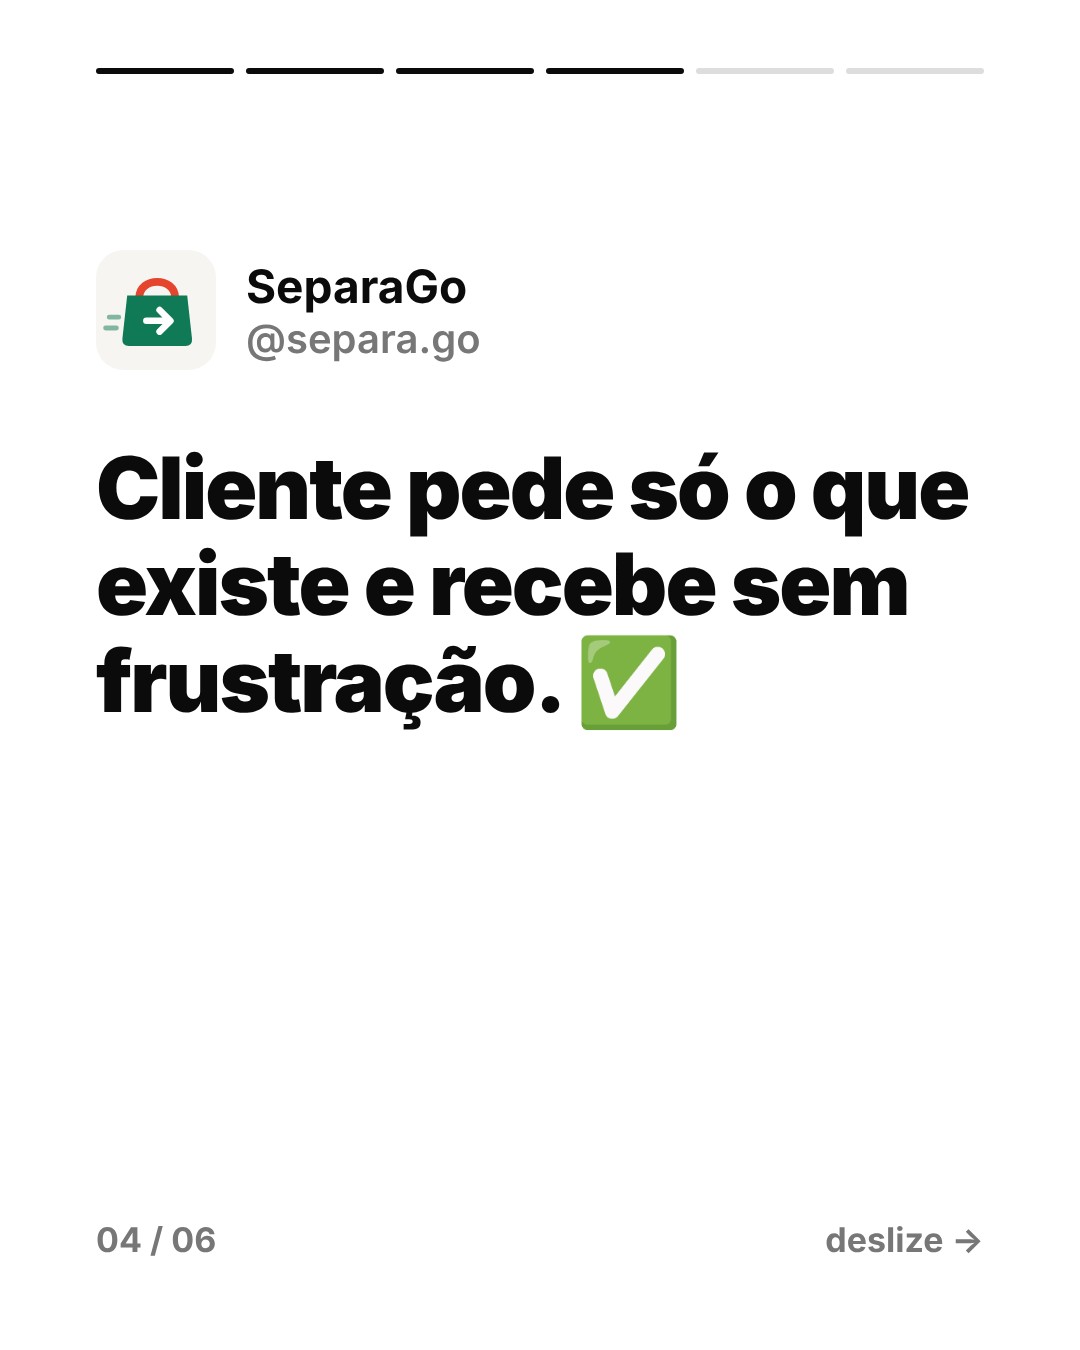 SeparaGo
@separa.go
Cliente pede só o que
existe e recebe sem
frustração. ✅
04 / 06
deslize →